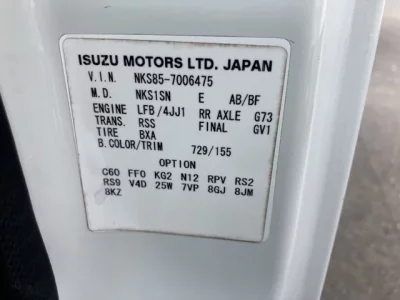 ISUZU MOTORS LTD. JAPAN
V.I.N. NKS85-7006475
M.D. NKS1SN E AB/BF
ENGINE LFB/4JJ1 RR AXLE G73
TRANS. RSS FINAL GV1
TIRE BXA
B.COLOR/TRIM 729/155
OPTION
C60 FF0 KG2 N12 RPV RS2
RS9 V4D 25W 7VP 8GJ 8JM
8KZ